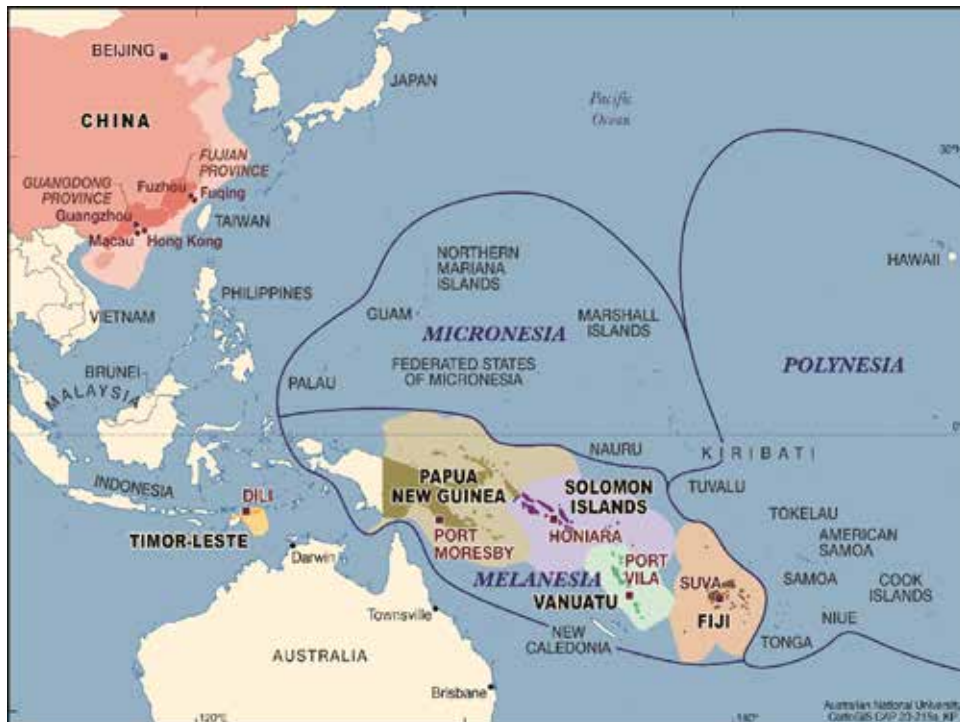 BEIJING
JAPAN
CHINA
Pacific
Ocean
30°N
FUJIAN
PROVINCE
GUANGDONG
PROVINCE
Fuzhou
Fuqing
Guangzhou
TAIWAN
Macau
Hong Kong
HAWAII
NORTHERN
MARIANA
ISLANDS
PHILIPPINES
VIETNAM
GUAM
MARSHALL
ISLANDS
MICRONESIA
POLYNESIA
FEDERATED STATES
OF MICRONESIA
BRUNEI
PALAU
MALAYSIA
0°
NAURU
KIRIBATI
PAPUA
NEW GUINEA
SOLOMON
ISLANDS
TUVALU
INDONESIA
DILI
TOKELAU
TIMOR-LESTE
PORT
MORESBY
HONIARA
AMERICAN
SAMOA
Darwin
MELANESIA
PORT
VILA
SUVA
SAMOA
COOK
ISLANDS
VANUATU
FIJI
NIUE
Townsville
NEW
CALEDONIA
TONGA
AUSTRALIA
Brisbane
120°E
Australian National University